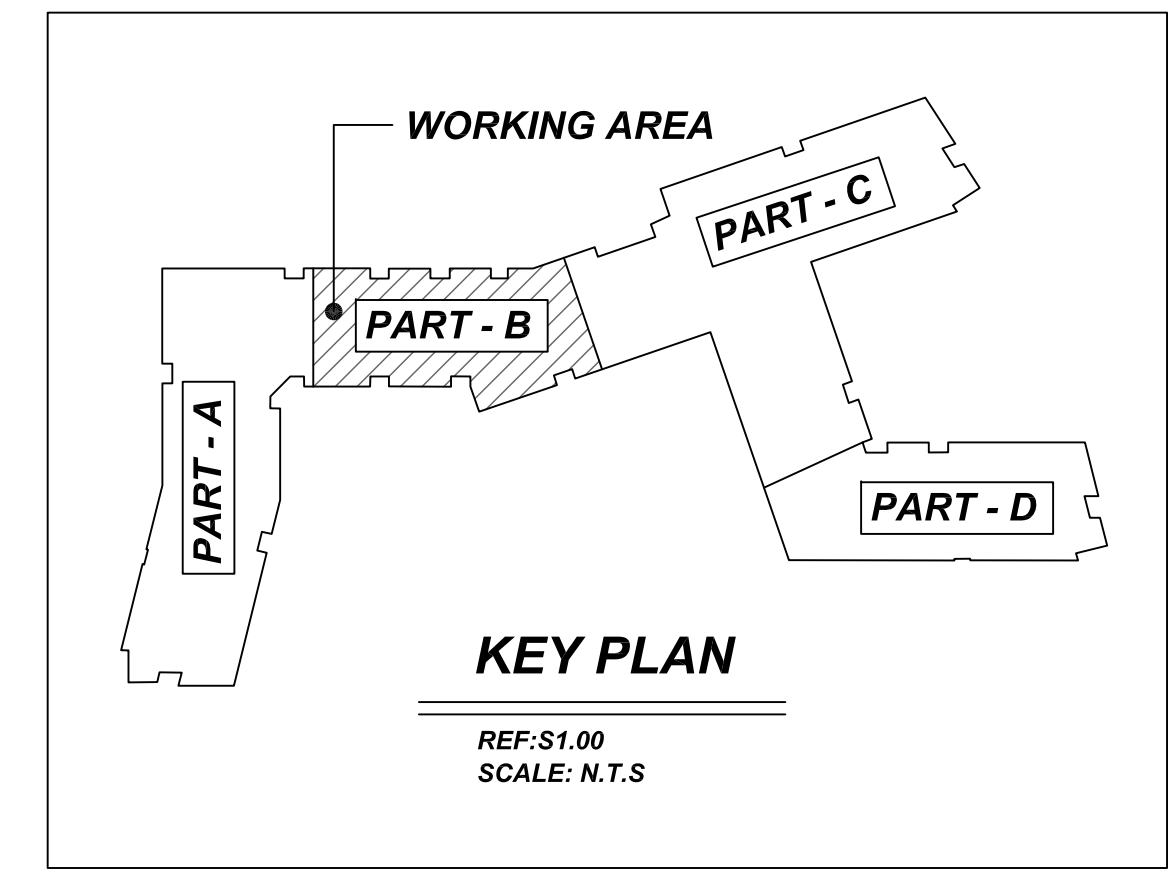 WORKING AREA
PART - C
PART - B
PART - A
PART - D
KEY PLAN
REF:S1.00
SCALE: N.T.S